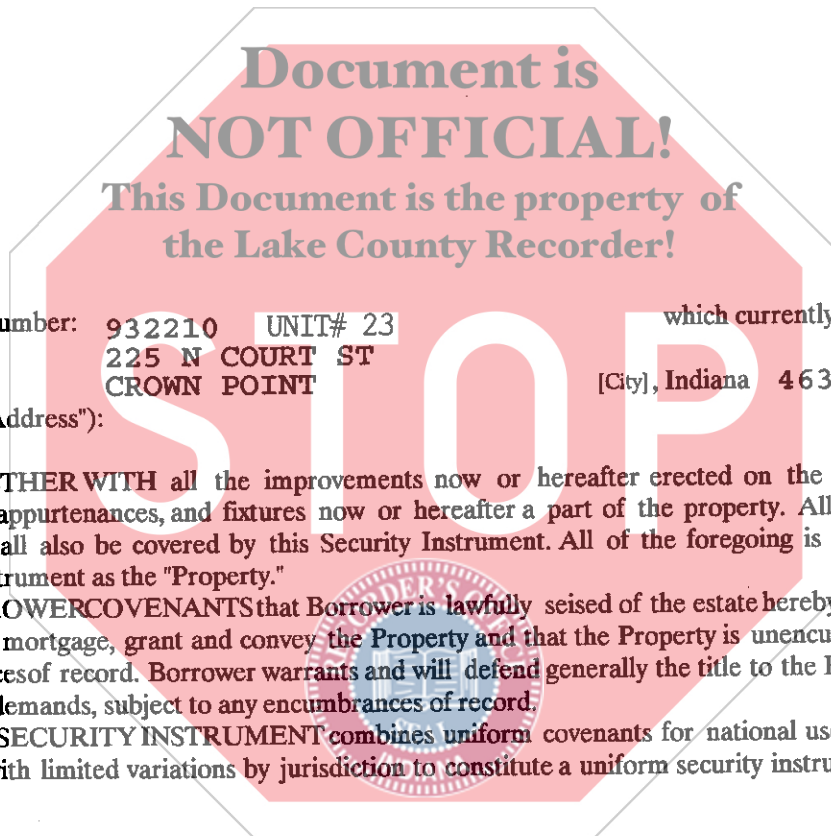 Document is
NOT OFFICIAL!
This Document is the property of
the Lake County Recorder!
STOP
umber: 932210 UNIT# 23 which currently
225 N COURT ST
CROWN POINT [City], Indiana 463
Address"):
THER WITH all the improvements now or hereafter erected on the
appurtenances, and fixtures now or hereafter a part of the property. All
all also be covered by this Security Instrument. All of the foregoing is
trument as the "Property."
OWERCOVENANTS that Borrower is lawfully seised of the estate hereby
mortgage, grant and convey the Property and that the Property is unencu
cesof record. Borrower warrants and will defend generally the title to the
demands, subject to any encumbrances of record.
SECURITY INSTRUMENT combines uniform covenants for national us
ith limited variations by jurisdiction to constitute a uniform security instru
SEAL